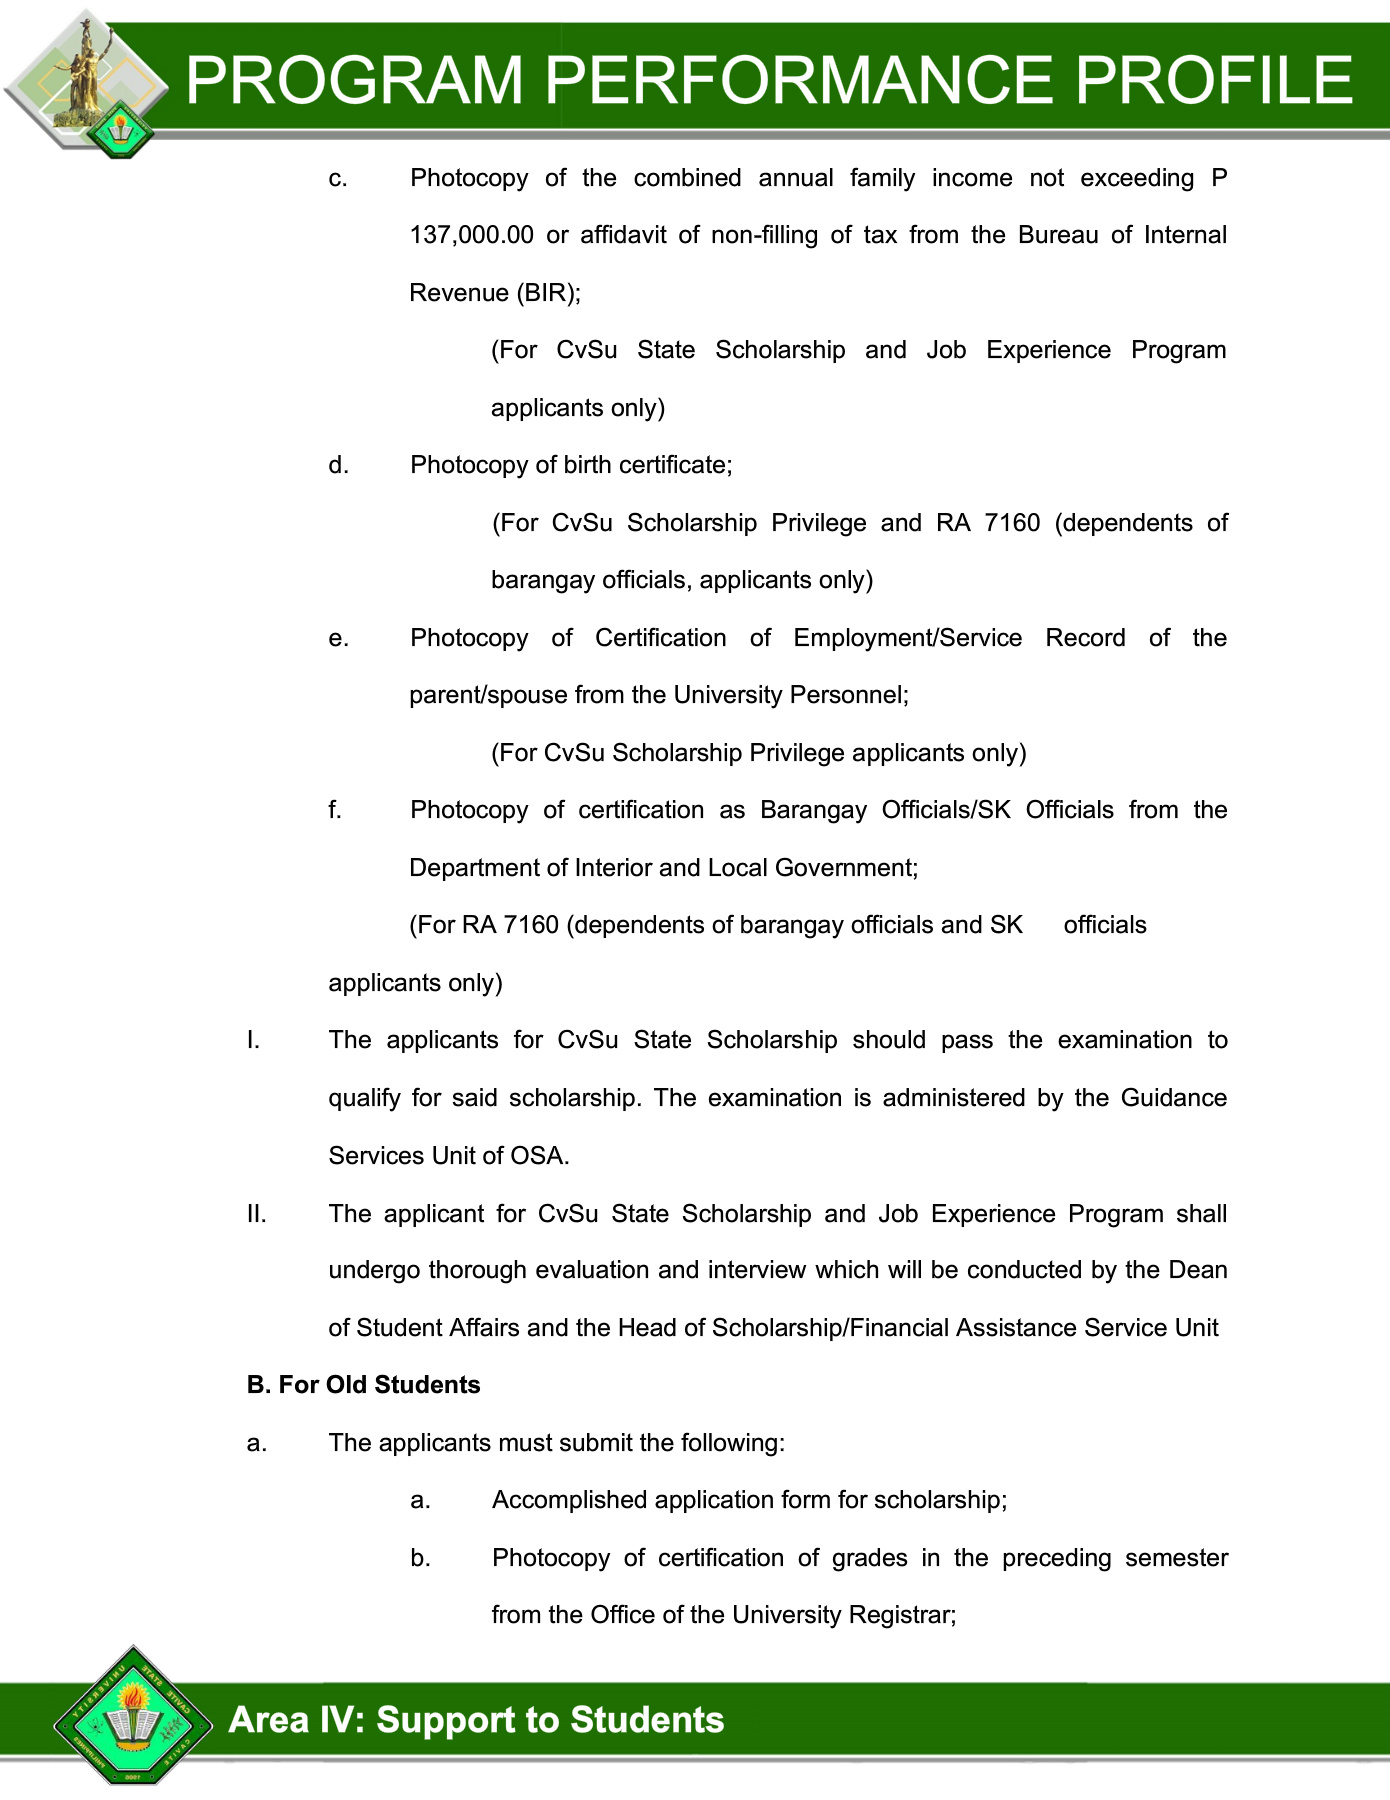 PROGRAM PERFORMANCE PROFILE
c. Photocopy of the combined annual family income not exceeding P
137,000.00 or affidavit of non-filling of tax from the Bureau of Internal
Revenue (BIR);
(For CvSu State Scholarship and Job Experience Program
applicants only)
d. Photocopy of birth certificate;
(For CvSu Scholarship Privilege and RA 7160 (dependents of
barangay officials, applicants only)
e. Photocopy of Certification of Employment/Service Record of the
parent/spouse from the University Personnel;
(For CvSu Scholarship Privilege applicants only)
f. Photocopy of certification as Barangay Officials/SK Officials from the
Department of Interior and Local Government;
(For RA 7160 (dependents of barangay officials and SK officials
applicants only)
I. The applicants for CvSu State Scholarship should pass the examination to
qualify for said scholarship. The examination is administered by the Guidance
Services Unit of OSA.
II. The applicant for CvSu State Scholarship and Job Experience Program shall
undergo thorough evaluation and interview which will be conducted by the Dean
of Student Affairs and the Head of Scholarship/Financial Assistance Service Unit
B. For Old Students
a. The applicants must submit the following:
a. Accomplished application form for scholarship;
b. Photocopy of certification of grades in the preceding semester
from the Office of the University Registrar;
CAVITE STATE UNIVERSITY
CAVITE
PHILIPPINES
Area IV: Support to Students